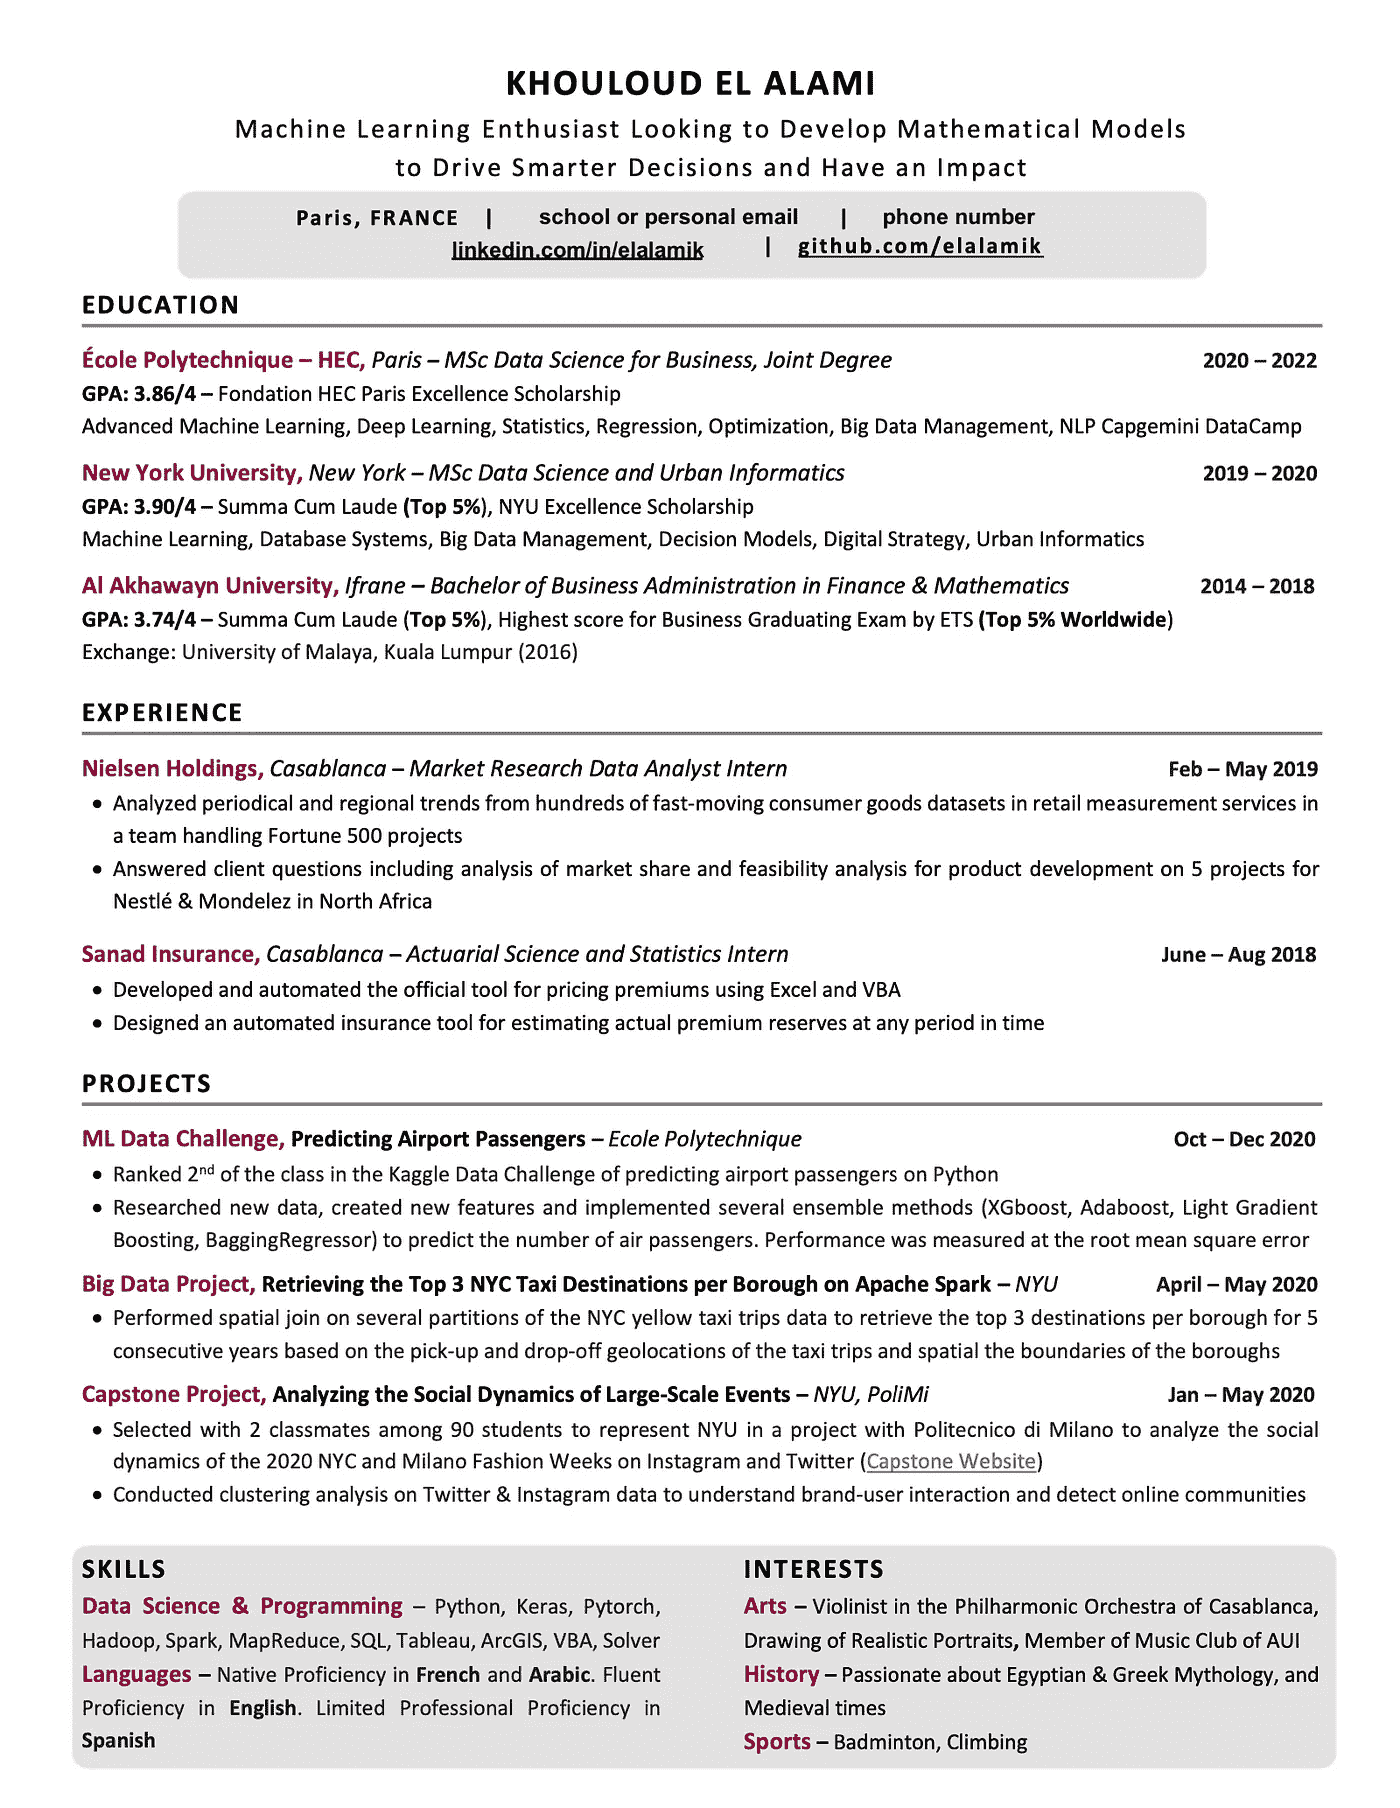 KHOULOUD EL ALAMI
Machine Learning Enthusiast Looking to Develop Mathematical Models
to Drive Smarter Decisions and Have an Impact
Paris, FRANCE | school or personal email | phone number
linkedin.com/in/elalamik | github.com/elalamik
EDUCATION
École Polytechnique – HEC, Paris – MSc Data Science for Business, Joint Degree 2020 – 2022
GPA: 3.86/4 – Fondation HEC Paris Excellence Scholarship
Advanced Machine Learning, Deep Learning, Statistics, Regression, Optimization, Big Data Management, NLP Capgemini DataCamp
New York University, New York – MSc Data Science and Urban Informatics 2019 – 2020
GPA: 3.90/4 – Summa Cum Laude (Top 5%), NYU Excellence Scholarship
Machine Learning, Database Systems, Big Data Management, Decision Models, Digital Strategy, Urban Informatics
Al Akhawayn University, Ifrane – Bachelor of Business Administration in Finance & Mathematics 2014 – 2018
GPA: 3.74/4 – Summa Cum Laude (Top 5%), Highest score for Business Graduating Exam by ETS (Top 5% Worldwide)
Exchange: University of Malaya, Kuala Lumpur (2016)
EXPERIENCE
Nielsen Holdings, Casablanca – Market Research Data Analyst Intern Feb – May 2019
• Analyzed periodical and regional trends from hundreds of fast-moving consumer goods datasets in retail measurement services in
a team handling Fortune 500 projects
• Answered client questions including analysis of market share and feasibility analysis for product development on 5 projects for
Nestlé & Mondelez in North Africa
Sanad Insurance, Casablanca – Actuarial Science and Statistics Intern June – Aug 2018
• Developed and automated the official tool for pricing premiums using Excel and VBA
• Designed an automated insurance tool for estimating actual premium reserves at any period in time
PROJECTS
ML Data Challenge, Predicting Airport Passengers – Ecole Polytechnique Oct – Dec 2020
• Ranked 2nd of the class in the Kaggle Data Challenge of predicting airport passengers on Python
• Researched new data, created new features and implemented several ensemble methods (XGboost, Adaboost, Light Gradient
Boosting, BaggingRegressor) to predict the number of air passengers. Performance was measured at the root mean square error
Big Data Project, Retrieving the Top 3 NYC Taxi Destinations per Borough on Apache Spark – NYU April – May 2020
• Performed spatial join on several partitions of the NYC yellow taxi trips data to retrieve the top 3 destinations per borough for 5
consecutive years based on the pick-up and drop-off geolocations of the taxi trips and spatial the boundaries of the boroughs
Capstone Project, Analyzing the Social Dynamics of Large-Scale Events – NYU, PoliMi Jan – May 2020
• Selected with 2 classmates among 90 students to represent NYU in a project with Politecnico di Milano to analyze the social
dynamics of the 2020 NYC and Milano Fashion Weeks on Instagram and Twitter (Capstone Website)
• Conducted clustering analysis on Twitter & Instagram data to understand brand-user interaction and detect online communities
SKILLS
Data Science & Programming – Python, Keras, Pytorch,
Hadoop, Spark, MapReduce, SQL, Tableau, ArcGIS, VBA, Solver
Languages – Native Proficiency in French and Arabic. Fluent
Proficiency in English. Limited Professional Proficiency in
Spanish
INTERESTS
Arts – Violinist in the Philharmonic Orchestra of Casablanca,
Drawing of Realistic Portraits, Member of Music Club of AUI
History – Passionate about Egyptian & Greek Mythology, and
Medieval times
Sports – Badminton, Climbing